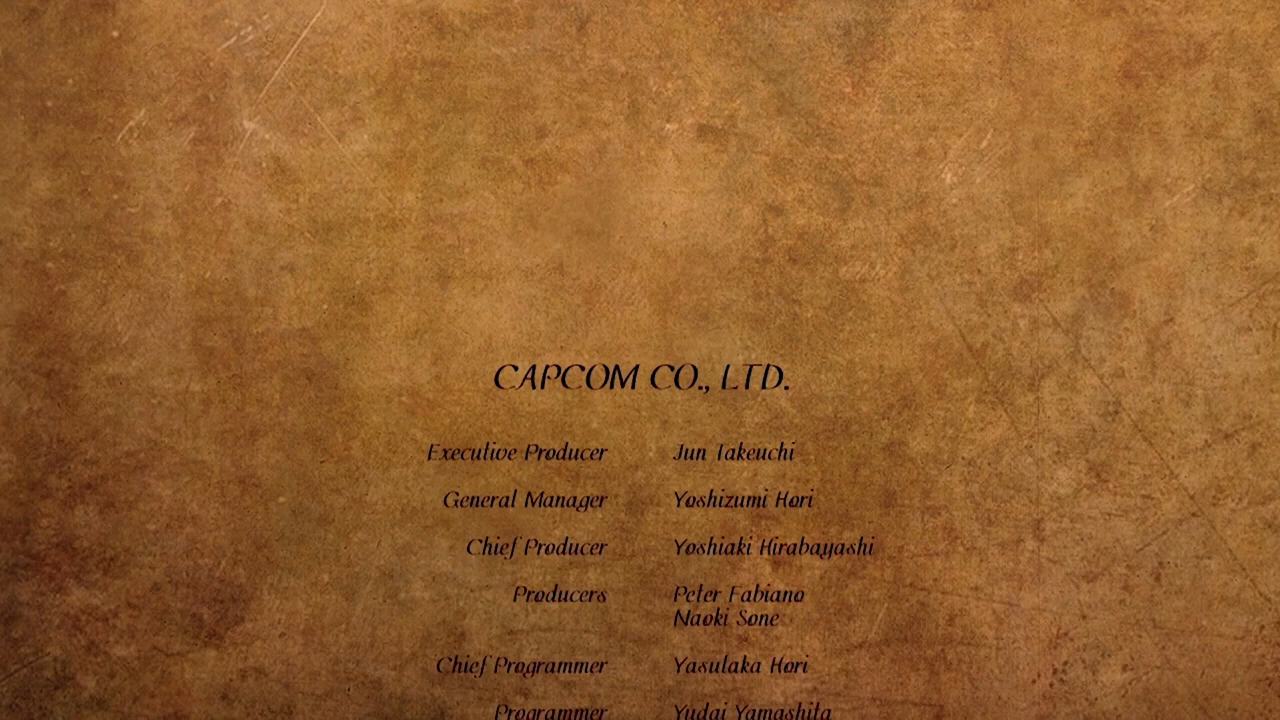 CAPCOM CO., LTD.
Executive Producer Jun Takeuchi
General Manager Yoshizumi Hori
Chief Producer Yoshiaki Hirabayashi
Producers Peter Fabiano
Naoki Sone
Chief Programmer Yasutaka Hori
Programmer Yudai Yamashita